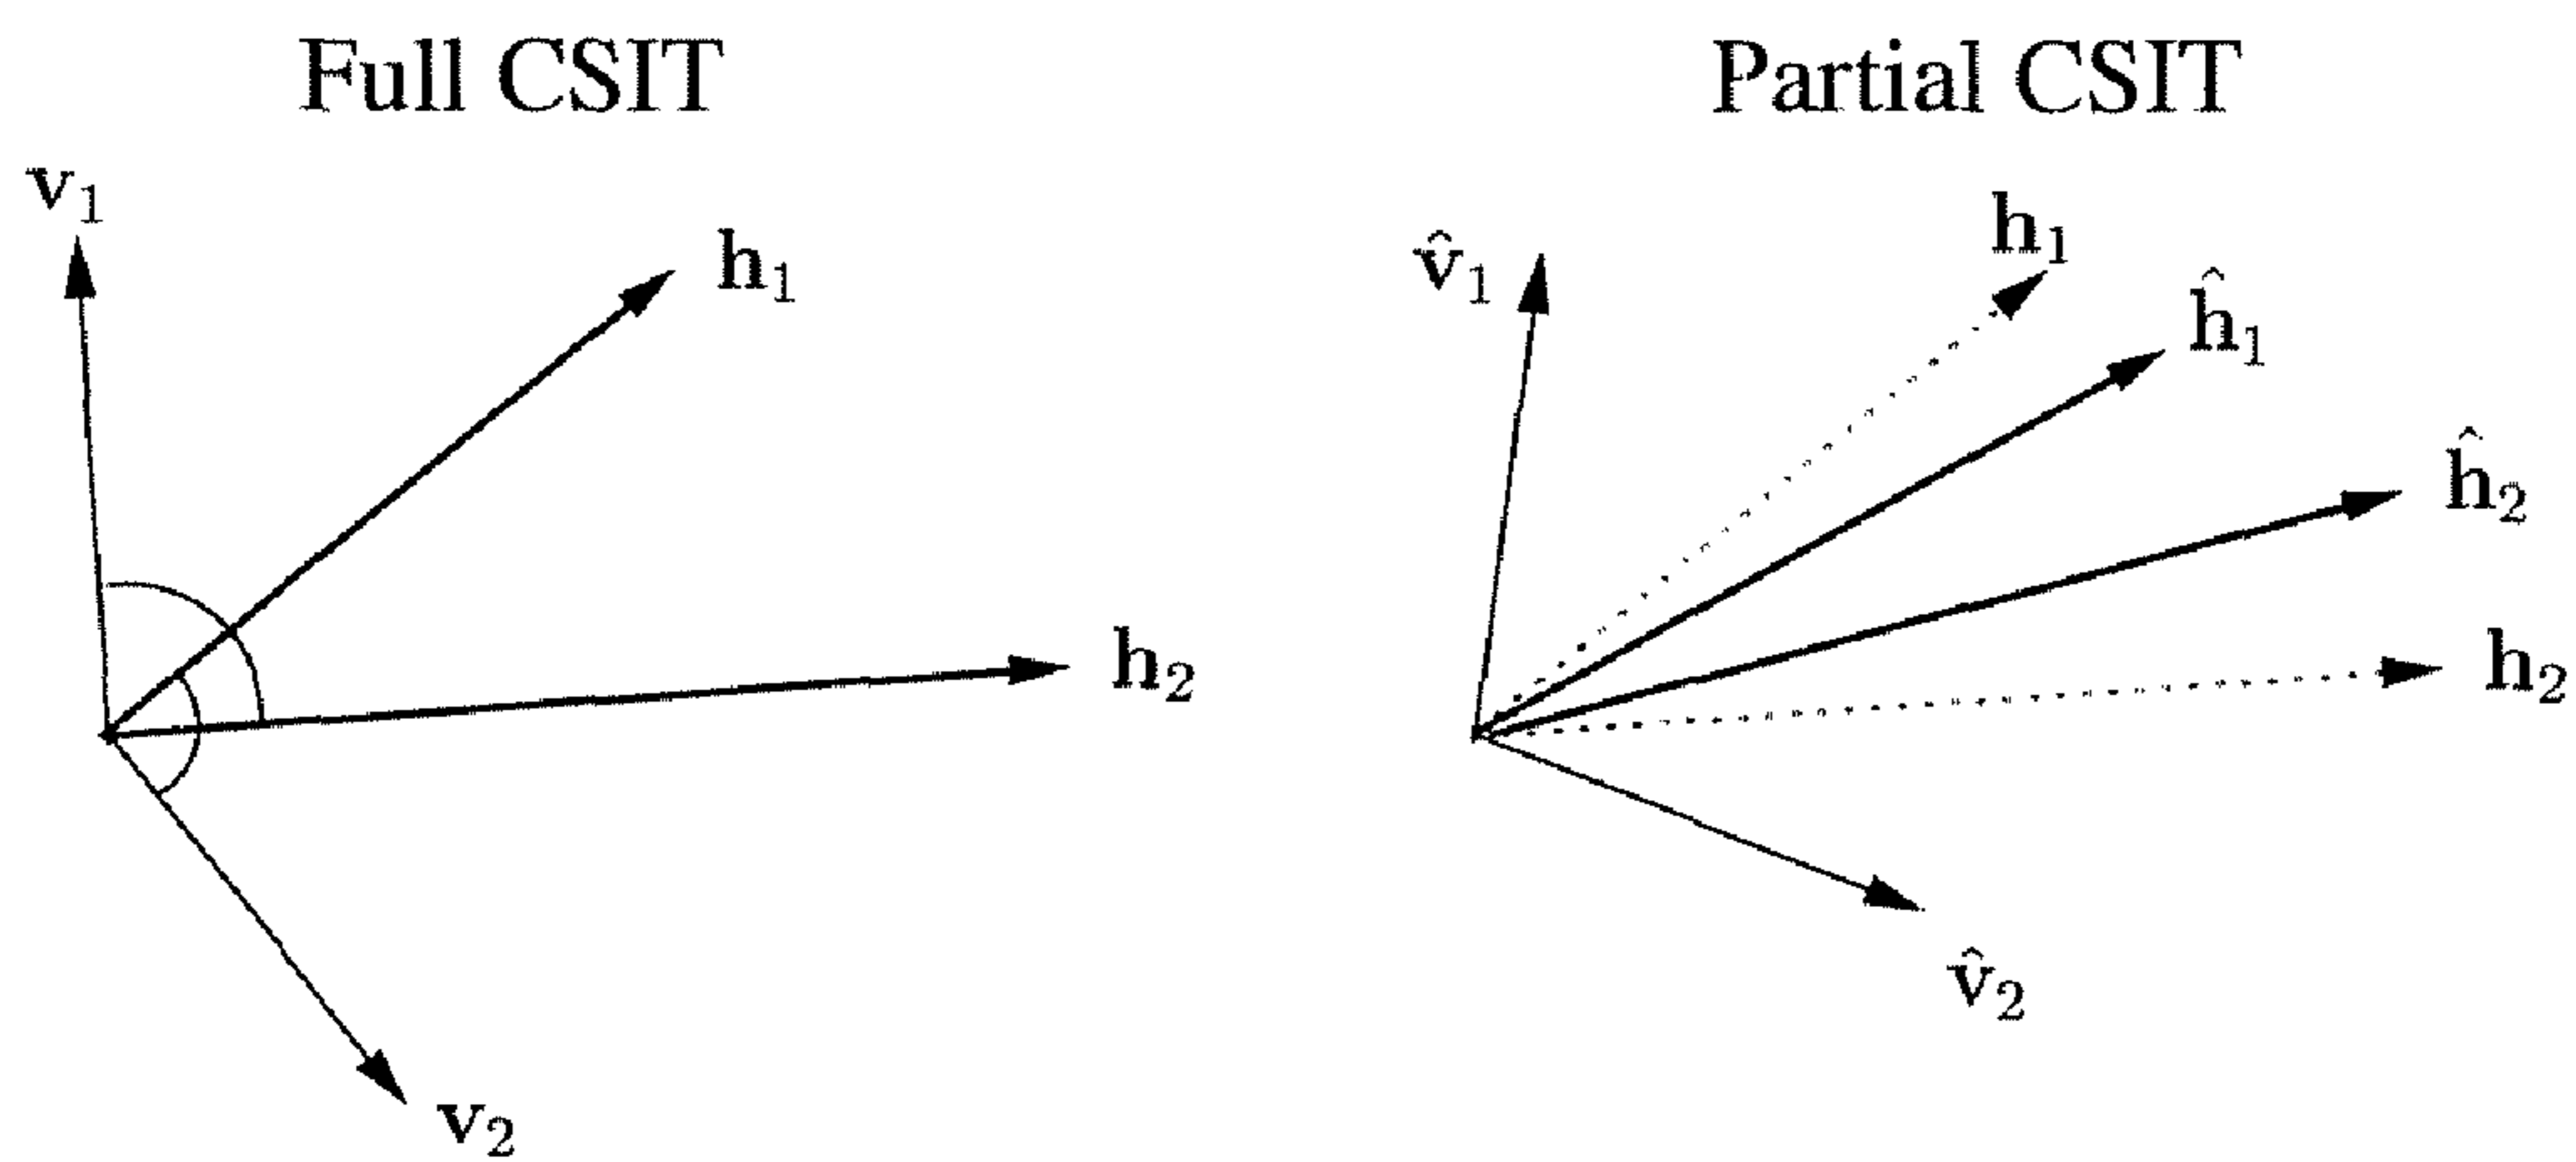 Full CSIT
v₁
h₁
h₂
v₂
Partial CSIT
v̂₁
h₁
ĥ₁
ĥ₂
h₂
v̂₂